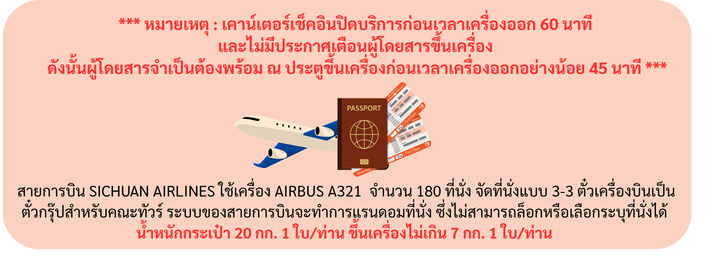 *** หมายเหตุ : เคาน์เตอร์เช็คอินปิดบริการก่อนเวลาเครื่องออก 60 นาที
และไม่มีประกาศเตือนผู้โดยสารขึ้นเครื่อง
ดังนั้นผู้โดยสารจำเป็นต้องพร้อม ณ ประตูขึ้นเครื่องก่อนเวลาเครื่องออกอย่างน้อย 45 นาที ***
PASSPORT
สายการบิน SICHUAN AIRLINES ใช้เครื่อง AIRBUS A321 จำนวน 180 ที่นั่ง จัดที่นั่งแบบ 3-3 ตั๋วเครื่องบินเป็น
ตั๋วกรุ๊ปสำหรับคณะทัวร์ ระบบของสายการบินจะทำการแรนดอมที่นั่ง ซึ่งไม่สามารถล็อกหรือเลือกระบุที่นั่งได้
น้ำหนักกระเป๋า 20 กก. 1 ใบ/ท่าน ขึ้นเครื่องไม่เกิน 7 กก. 1 ใบ/ท่าน